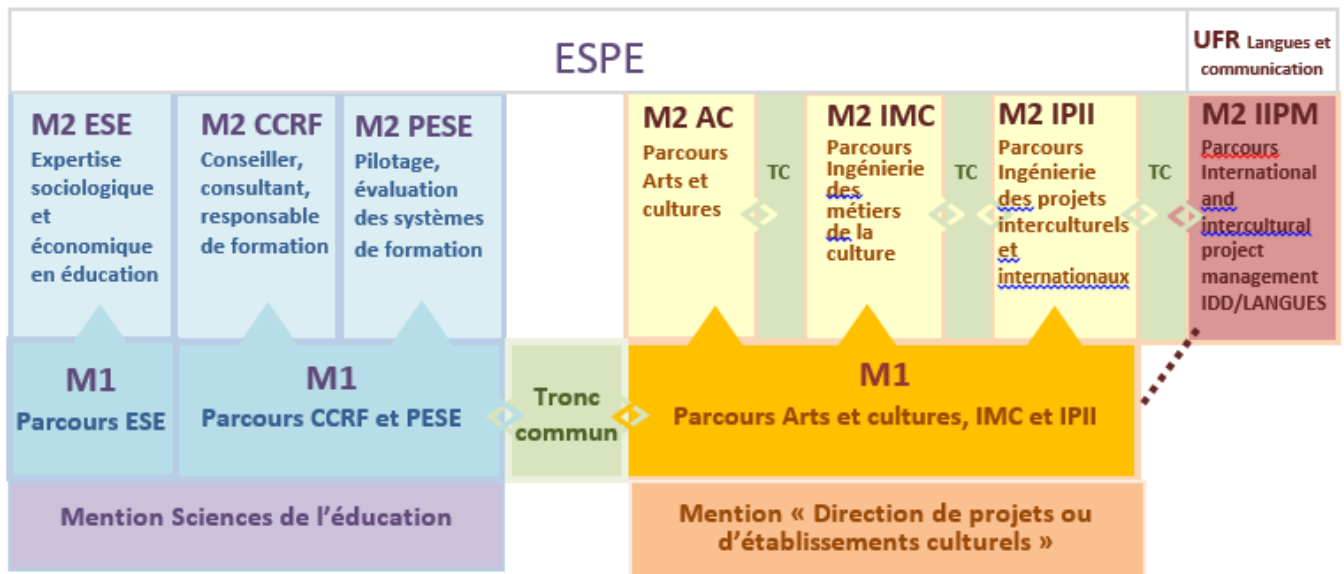 ESPE
UFR Langues et
communication
M2 ESE
Expertise
sociologique
et
économique
en éducation
M2 CCRF
Conseiller,
consultant,
responsable
de formation
M2 PESE
Pilotage,
évaluation
des systèmes
de formation
M2 AC
Parcours
Arts et
cultures
TC
M2 IMC
Parcours
Ingénierie
des
métiers
de la
culture
TC
M2 IPII
Parcours
Ingénierie
des projets
interculturels
et
internationaux
TC
M2 IIPM
Parcours
International
and
intercultural
project
management
IDD/LANGUES
M1
Parcours ESE
M1
Parcours CCRF et PESE
Tronc
commun
M1
Parcours Arts et cultures, IMC et IPII
Mention Sciences de l’éducation
Mention « Direction de projets ou
d’établissements culturels »